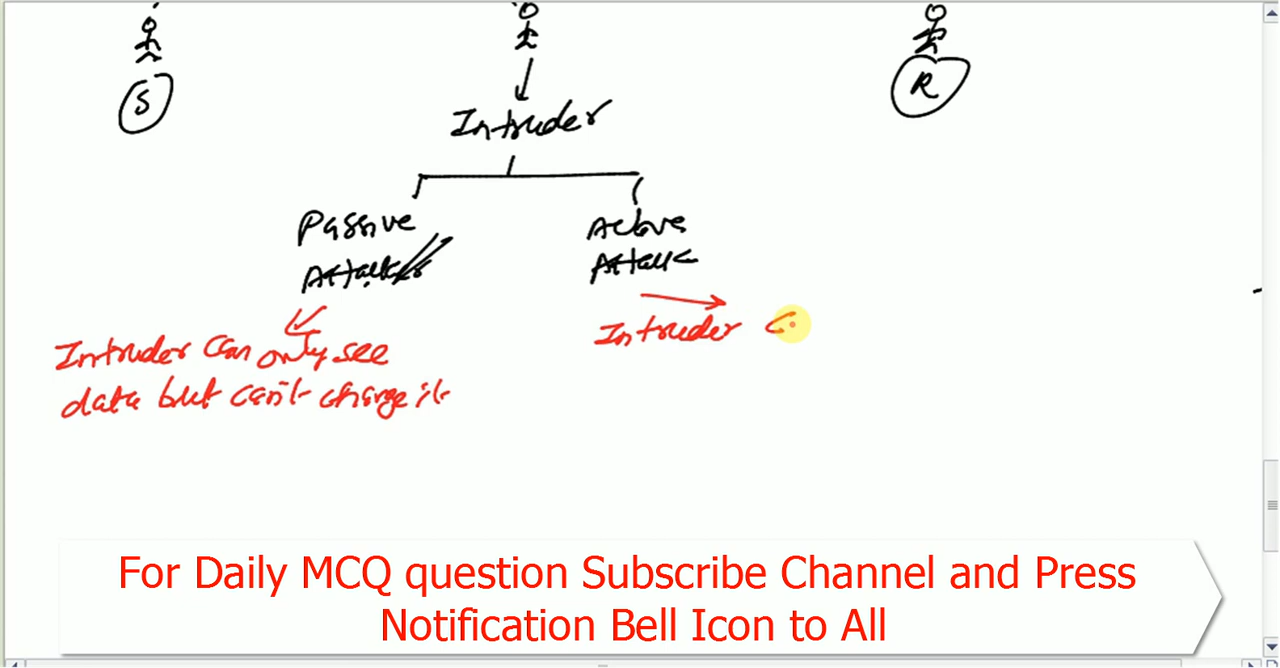 S
R
Intruder
Passive
Attacks
Active
Attack
Intruder can only see
data but can't change it
Intruder C
For Daily MCQ question Subscribe Channel and Press
Notification Bell Icon to All